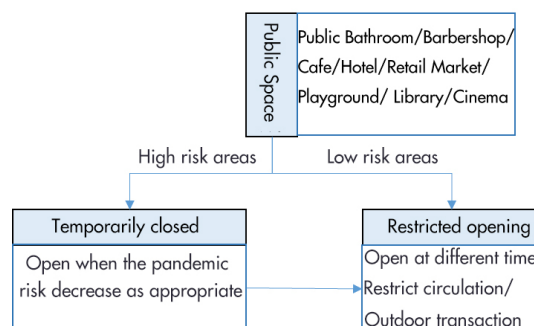 Public Space
Public Bathroom/Barbershop/
Cafe/Hotel/Retail Market/
Playground/ Library/Cinema
High risk areas
Low risk areas
Temporarily closed
Open when the pandemic
risk decrease as appropriate
Restricted opening
Open at different time
Restrict circulation/
Outdoor transaction